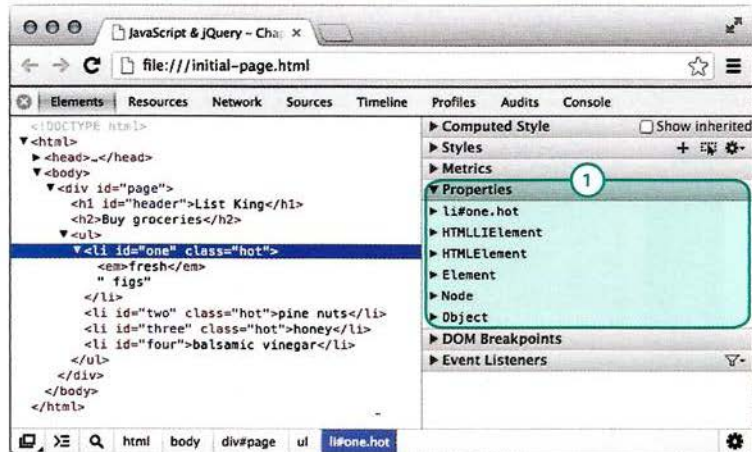 JavaScript & jQuery – Cha
file:///initial-page.html
Elements Resources Network Sources Timeline Profiles Audits Console
<!DOCTYPE html>
▼<html>
▶<head>…</head>
▼<body>
▼<div id="page">
<h1 id="header">List King</h1>
<h2>Buy groceries</h2>
▼<ul>
▼<li id="one" class="hot">
<em>fresh</em>
" figs"
</li>
<li id="two" class="hot">pine nuts</li>
<li id="three" class="hot">honey</li>
<li id="four">balsamic vinegar</li>
</ul>
</div>
</body>
</html>
▶ Computed Style Show inherited
▶ Styles
▶ Metrics
▼ Properties
1
▶ li#one.hot
▶ HTMLLIElement
▶ HTMLElement
▶ Element
▶ Node
▶ Object
▶ DOM Breakpoints
▶ Event Listeners
html body div#page ul li#one.hot